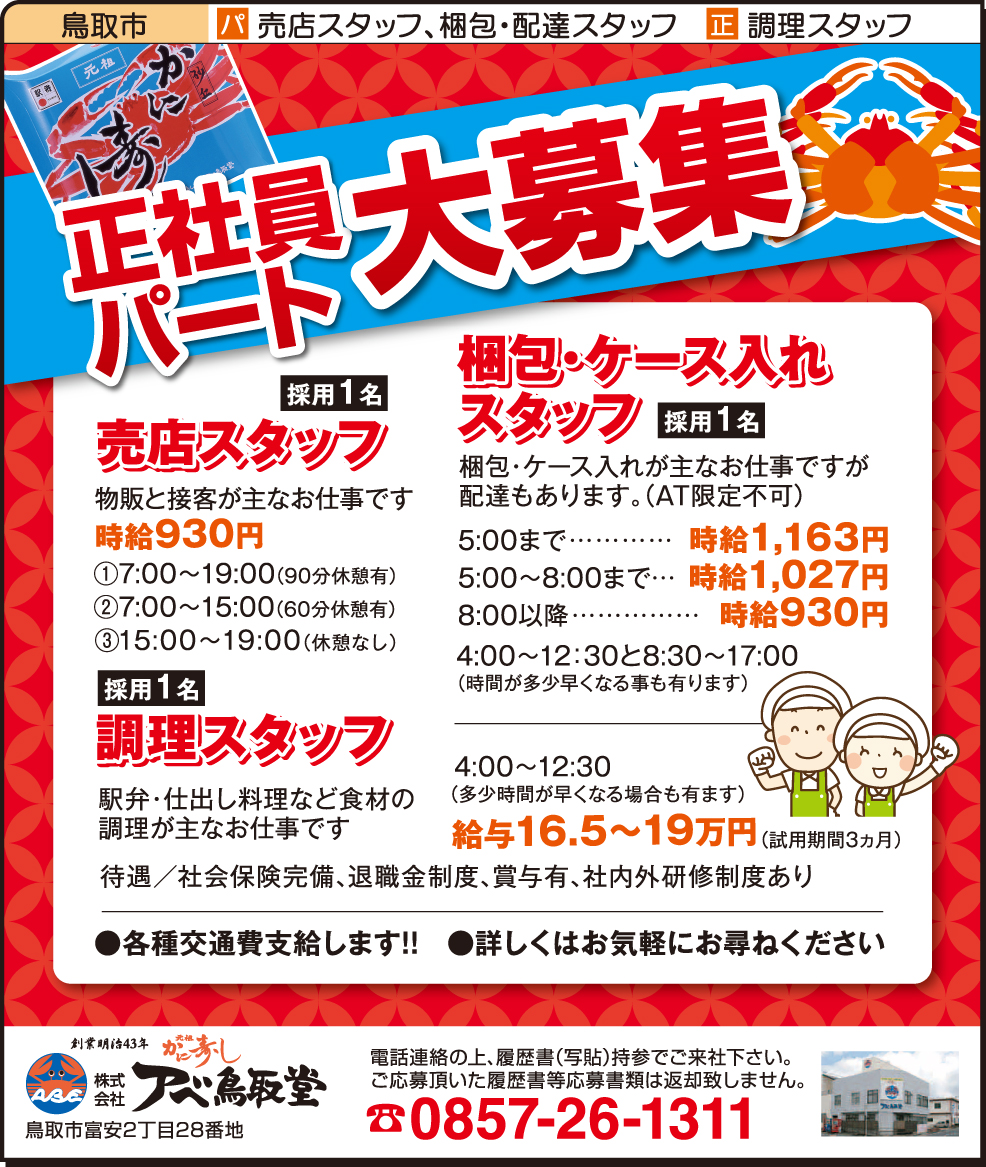 鳥取市
パ 売店スタッフ、梱包・配達スタッフ 正 調理スタッフ
元祖
かに寿し
正社員
パート
大募集
採用1名
売店スタッフ
物販と接客が主なお仕事です
時給930円
①7:00～19:00(90分休憩有)
②7:00～15:00(60分休憩有)
③15:00～19:00(休憩なし)
梱包・ケース入れ
スタッフ 採用1名
梱包・ケース入れが主なお仕事ですが
配達もあります。(AT限定不可)
5:00まで………… 時給1,163円
5:00～8:00まで… 時給1,027円
8:00以降…………… 時給930円
4:00～12:30と8:30～17:00
(時間が多少早くなる事も有ります)
採用1名
調理スタッフ
駅弁・仕出し料理など食材の
調理が主なお仕事です
4:00～12:30
(多少時間が早くなる場合も有ます)
給与16.5～19万円(試用期間3ヵ月)
待遇／社会保険完備、退職金制度、賞与有、社内外研修制度あり
●各種交通費支給します!! ●詳しくはお気軽にお尋ねください
創業明治43年
元祖
かに寿し
ABC
株式
会社
アベ鳥取堂
鳥取市富安2丁目28番地
電話連絡の上、履歴書(写貼)持参でご来社下さい。
ご応募頂いた履歴書等応募書類は返却致しません。
☎0857-26-1311
アベ鳥取堂